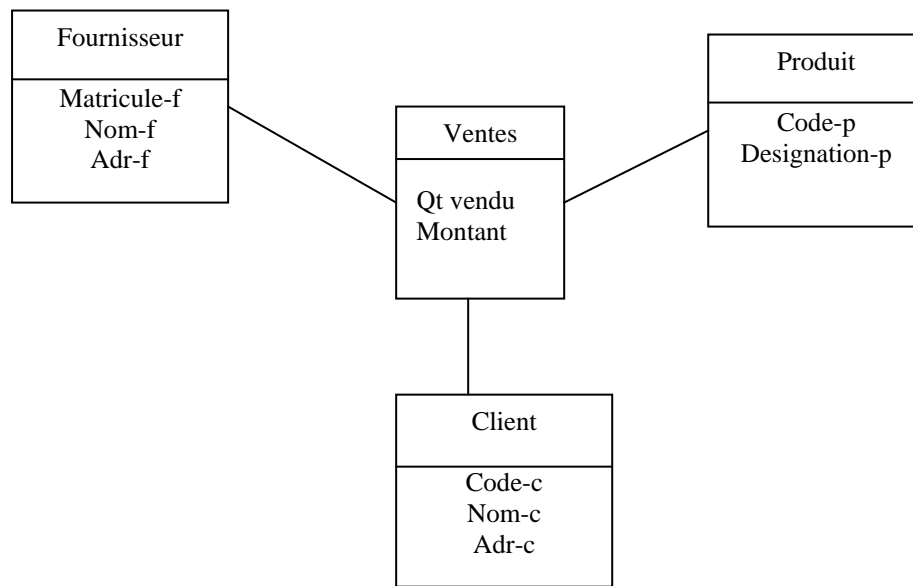 Fournisseur
Matricule-f
Nom-f
Adr-f
Ventes
Qt vendu
Montant
Produit
Code-p
Designation-p
Client
Code-c
Nom-c
Adr-c